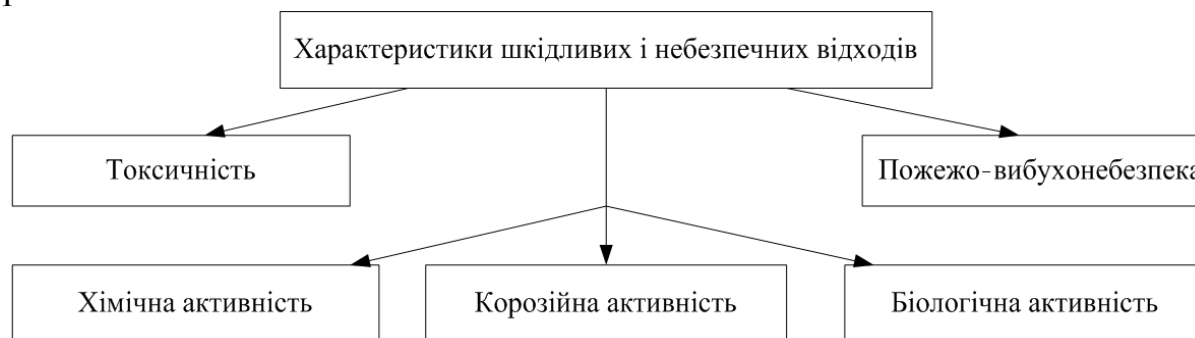 Характеристики шкідливих і небезпечних відходів
Токсичність
Пожежо-вибухонебезпека
Хімічна активність
Корозійна активність
Біологічна активність